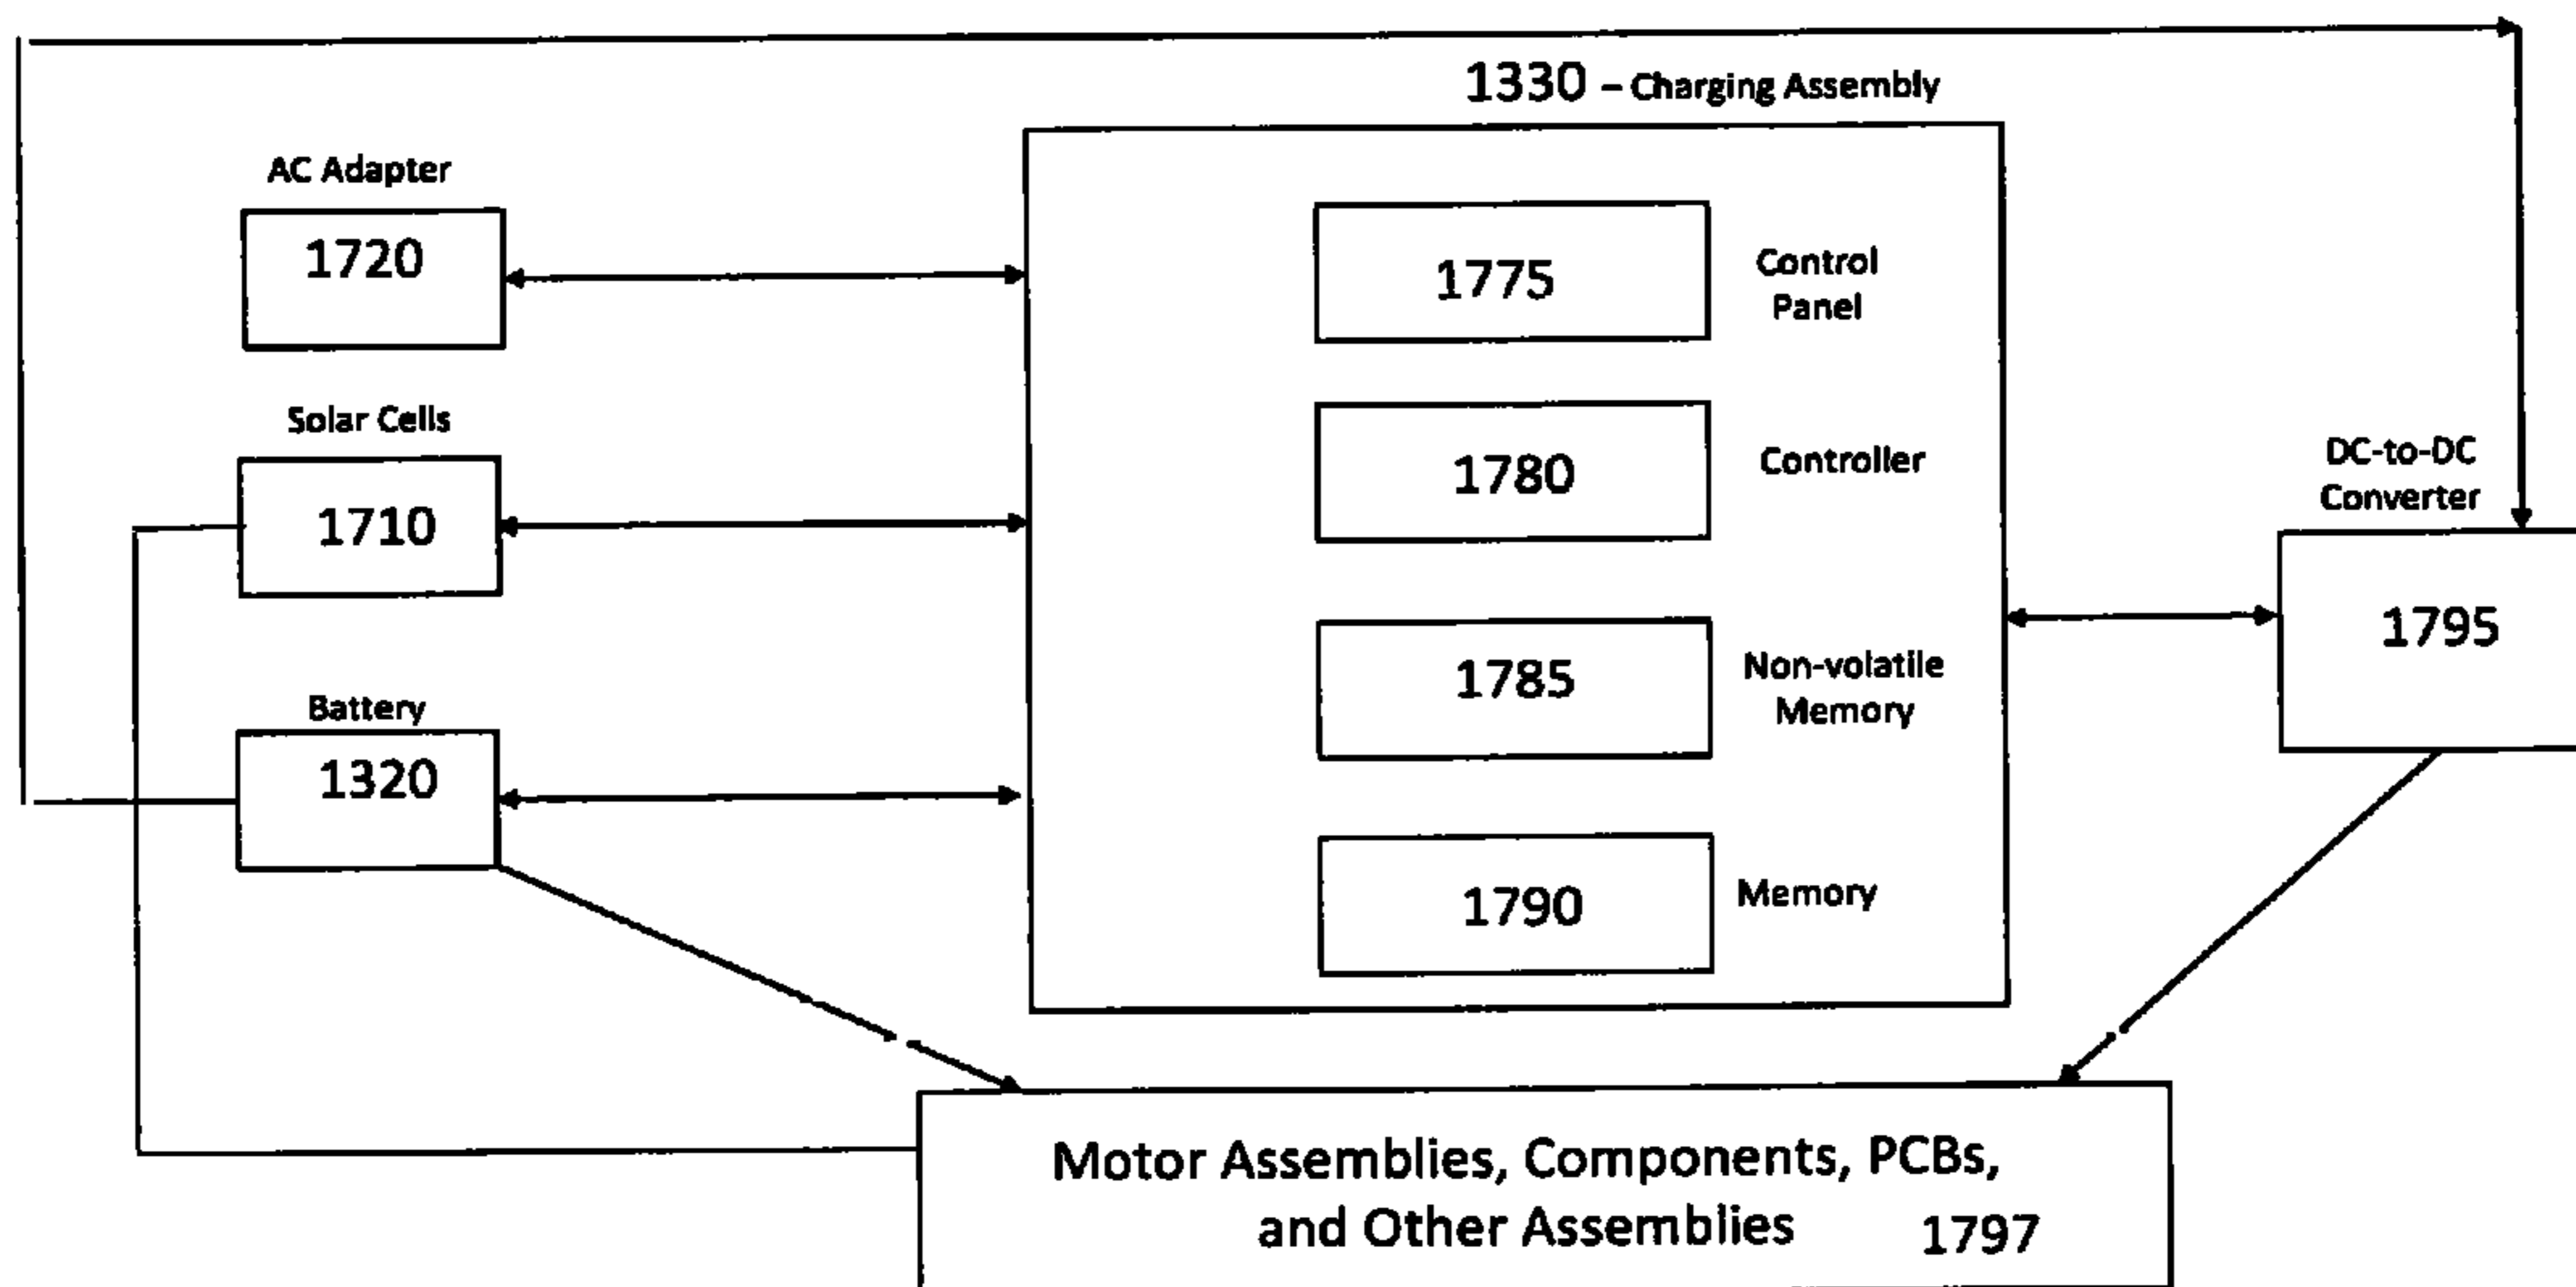 1330 – Charging Assembly
AC Adapter
1720
Solar Cells
1710
Battery
1320
1775
Control
Panel
1780
Controller
1785
Non-volatile
Memory
1790
Memory
DC-to-DC
Converter
1795
Motor Assemblies, Components, PCBs,
and Other Assemblies 1797